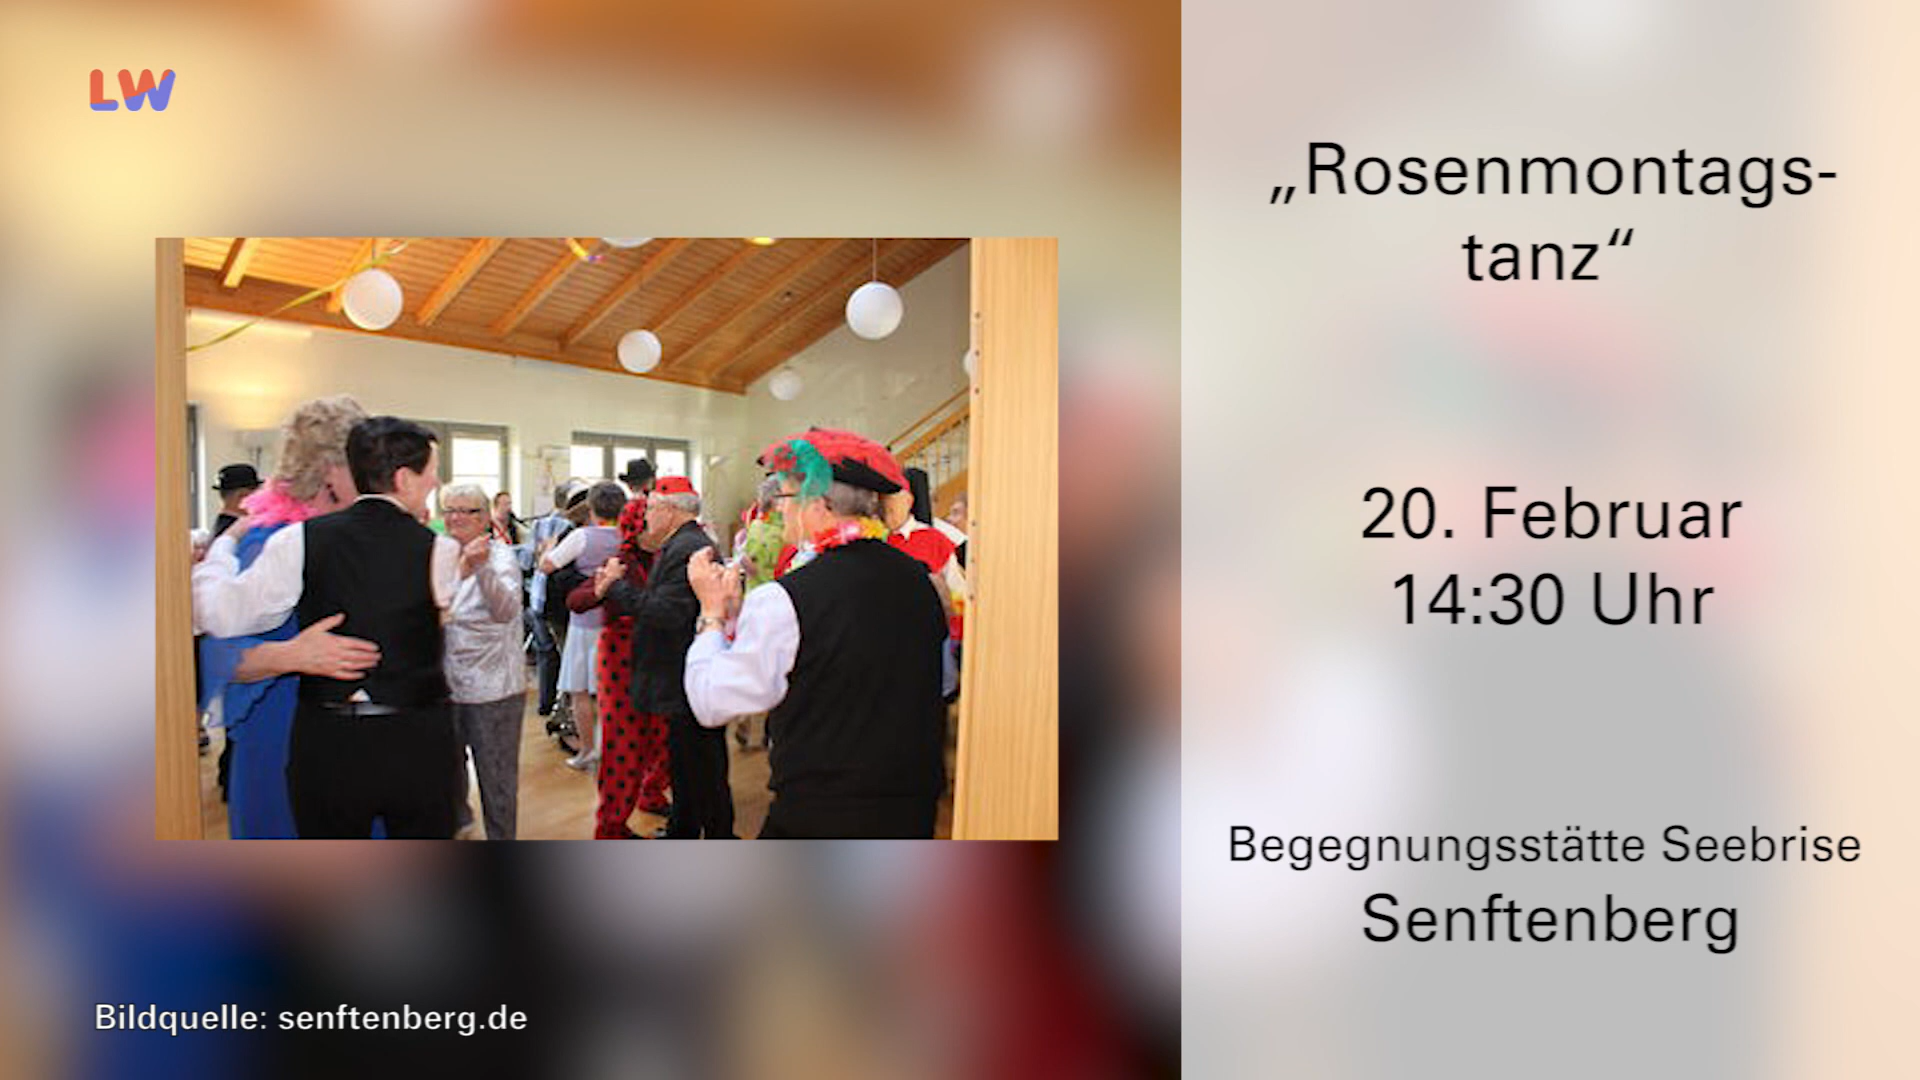 LW
„Rosenmontags-
tanz“
20. Februar
14:30 Uhr
Begegnungsstätte Seebrise
Senftenberg
Bildquelle: senftenberg.de